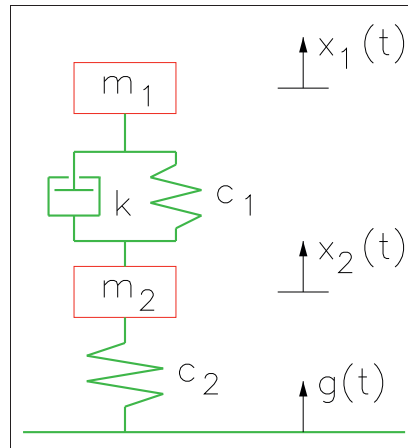 m₁
x₁(t)
k
c₁
m₂
x₂(t)
c₂
g(t)